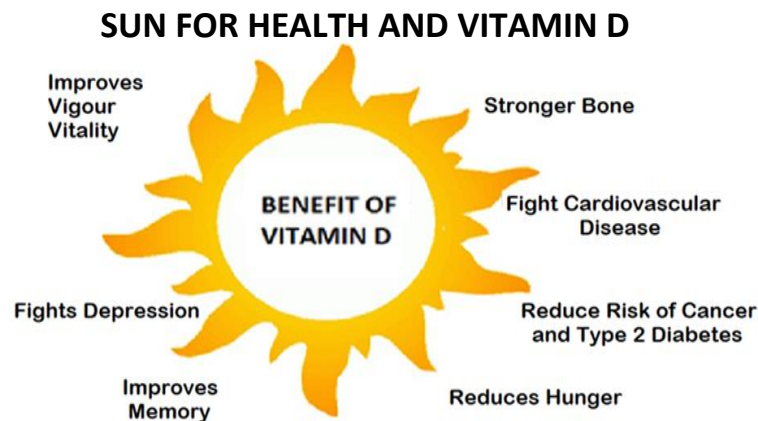 SUN FOR HEALTH AND VITAMIN D
Improves
Vigour
Vitality
Stronger Bone
BENEFIT OF
VITAMIN D
Fight Cardiovascular
Disease
Fights Depression
Reduce Risk of Cancer
and Type 2 Diabetes
Improves
Memory
Reduces Hunger